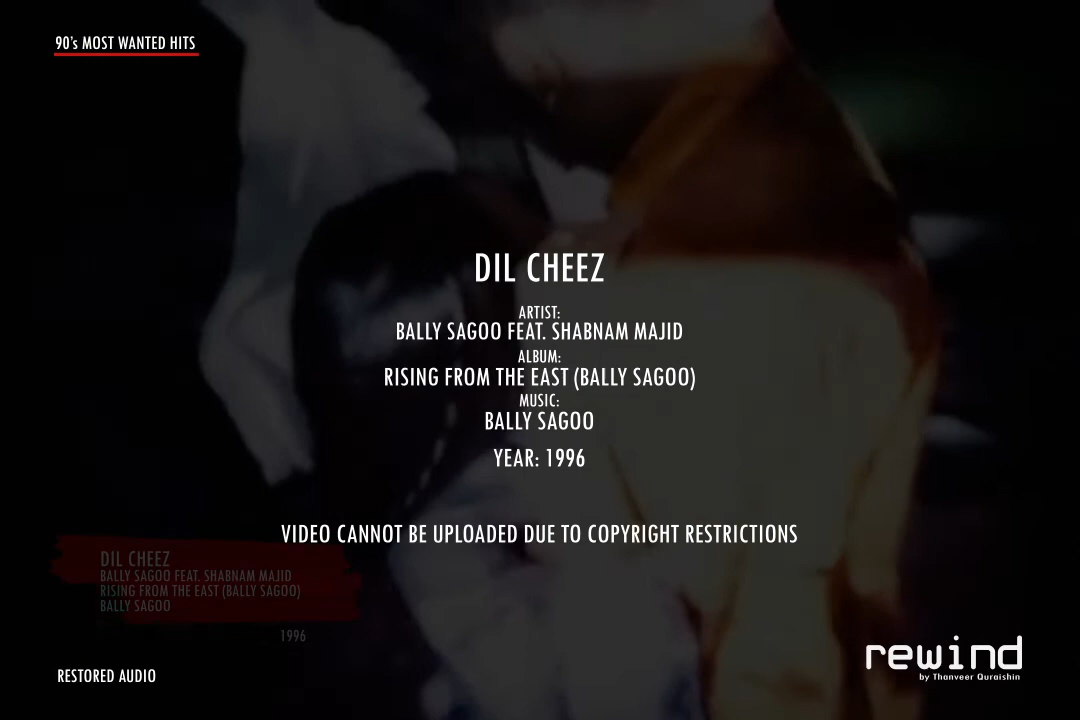 90's MOST WANTED HITS
DIL CHEEZ
ARTIST:
BALLY SAGOO FEAT. SHABNAM MAJID
ALBUM:
RISING FROM THE EAST (BALLY SAGOO)
MUSIC:
BALLY SAGOO
YEAR: 1996
VIDEO CANNOT BE UPLOADED DUE TO COPYRIGHT RESTRICTIONS
DIL CHEEZ
BALLY SAGOO FEAT. SHABNAM MAJID
RISING FROM THE EAST (BALLY SAGOO)
BALLY SAGOO
1996
RESTORED AUDIO
rewind
by Thanveer Quraishin